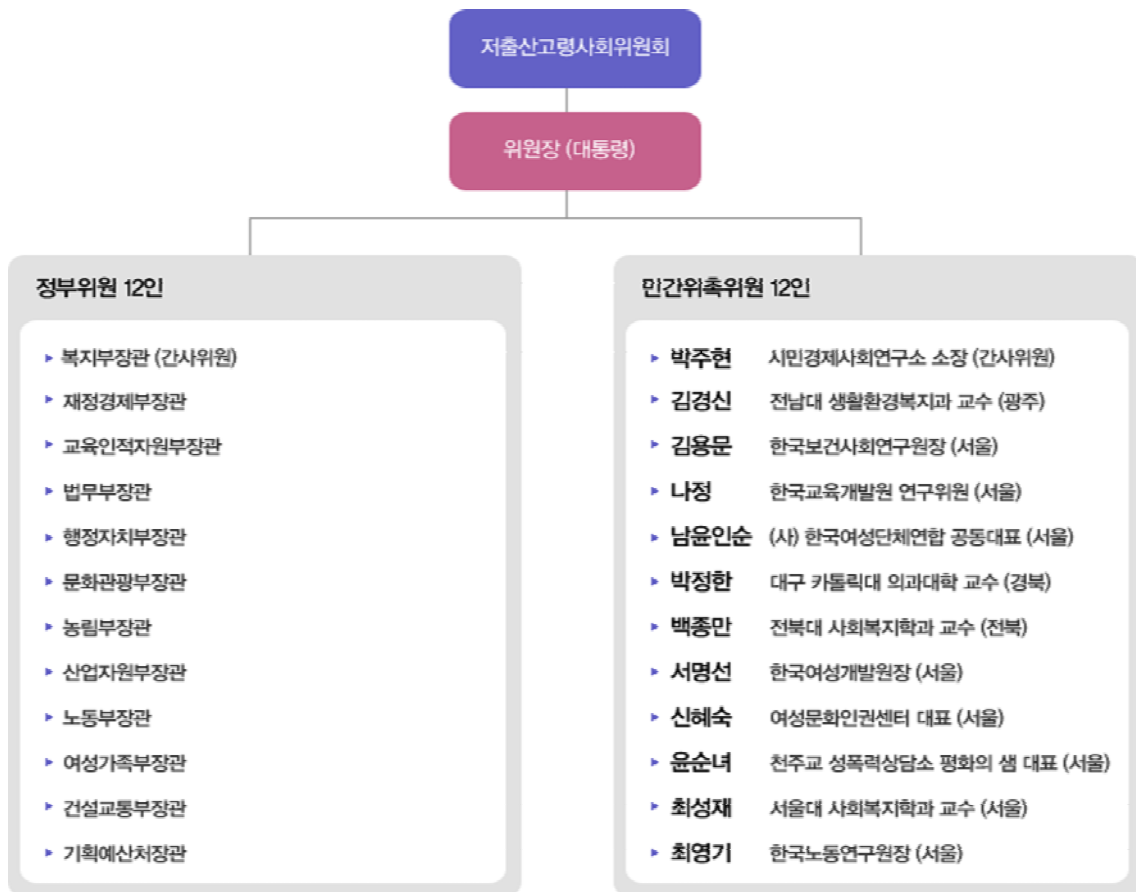 저출산고령사회위원회
위원장 (대통령)
정부위원 12인
▸ 복지부장관 (간사위원)
▸ 재정경제부장관
▸ 교육인적자원부장관
▸ 법무부장관
▸ 행정자치부장관
▸ 문화관광부장관
▸ 농림부장관
▸ 산업자원부장관
▸ 노동부장관
▸ 여성가족부장관
▸ 건설교통부장관
▸ 기획예산처장관
민간위촉위원 12인
▸ 박주현 시민경제사회연구소 소장 (간사위원)
▸ 김경신 전남대 생활환경복지과 교수 (광주)
▸ 김용문 한국보건사회연구원장 (서울)
▸ 나정 한국교육개발원 연구위원 (서울)
▸ 남윤인순 (사) 한국여성단체연합 공동대표 (서울)
▸ 박정한 대구 카톨릭대 의과대학 교수 (경북)
▸ 백종만 전북대 사회복지학과 교수 (전북)
▸ 서명선 한국여성개발원장 (서울)
▸ 신혜숙 여성문화인권센터 대표 (서울)
▸ 윤순녀 천주교 성폭력상담소 평화의 샘 대표 (서울)
▸ 최성재 서울대 사회복지학과 교수 (서울)
▸ 최영기 한국노동연구원장 (서울)